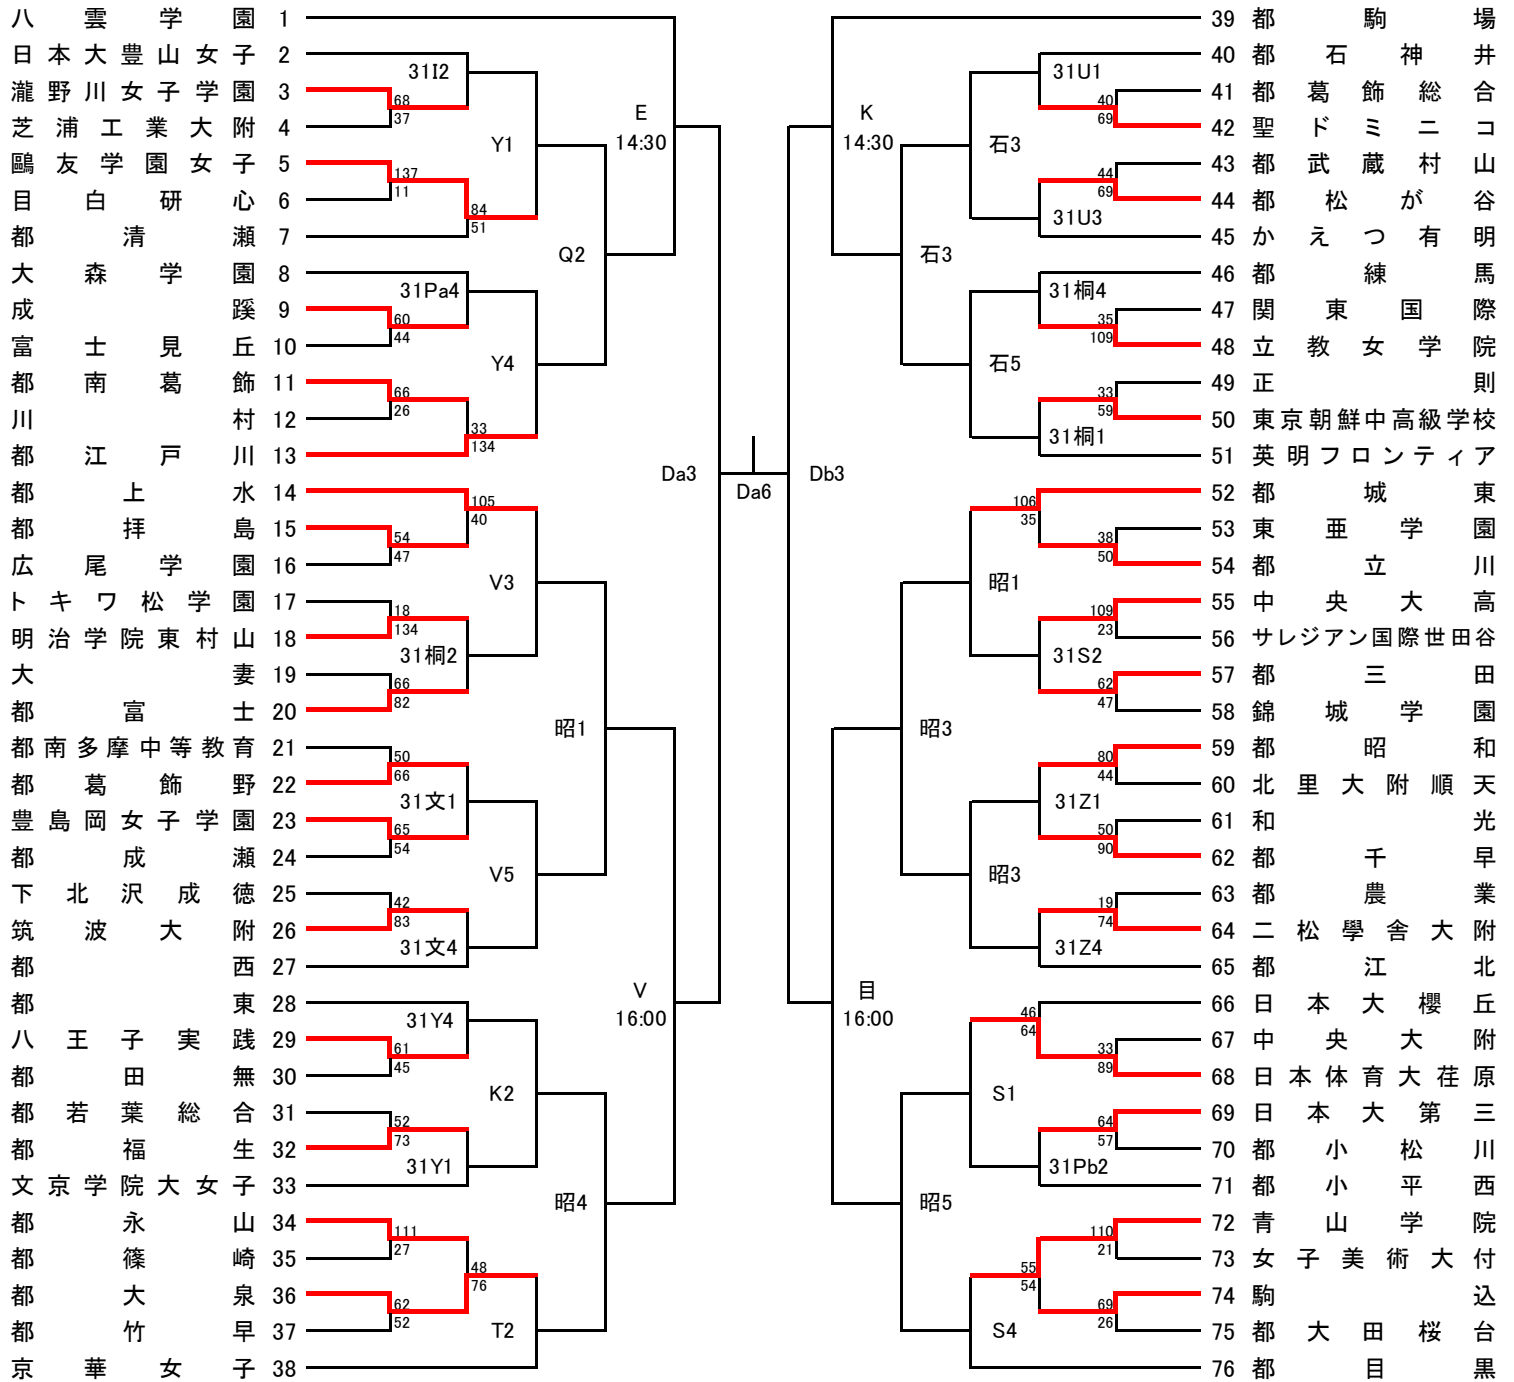 八雲学園 1
日本大豊山女子 2
31I2
瀧野川女子学園 3
68
37
芝浦工業大附 4
E
14:30
Y1
鷗友学園女子 5
137
11
目白研心 6
84
51
都清瀬 7
Q2
大森学園 8
31Pa4
成蹊 9
60
44
富士見丘 10
Y4
都南葛飾 11
66
26
川村 12
33
134
都江戸川 13
Da3
都上水 14
105
40
都拝島 15
54
47
広尾学園 16
V3
トキワ松学園 17
18
134
明治学院東村山 18
31桐2
大妻 19
66
82
都富士 20
昭1
都南多摩中等教育 21
50
66
都葛飾野 22
31文1
豊島岡女子学園 23
65
54
都成瀬 24
V5
下北沢成徳 25
42
83
筑波大附 26
31文4
都西 27
V
16:00
都東 28
31Y4
八王子実践 29
61
45
都田無 30
K2
都若葉総合 31
52
73
都福生 32
31Y1
文京学院大女子 33
昭4
都永山 34
111
27
都篠崎 35
48
76
都大泉 36
62
52
都竹早 37
T2
京華女子 38
Da6
39 都駒場
40 都石神井
31U1
41 都葛飾総合
40
69
42 聖ドミニコ
K
14:30
石3
43 都武蔵村山
44
69
44 都松が谷
31U3
45 かえつ有明
石3
46 都練馬
31桐4
47 関東国際
35
109
48 立教女学院
石5
49 正則
33
59
50 東京朝鮮中高級学校
31桐1
51 英明フロンティア
Db3
52 都城東
106
35
53 東亜学園
38
50
54 都立川
昭1
55 中央大高
109
23
56 サレジアン国際世田谷
31S2
57 都三田
62
47
58 錦城学園
昭3
59 都昭和
80
44
60 北里大附順天
31Z1
61 和光
50
90
62 都千早
昭3
63 都農業
19
74
64 二松學舎大附
31Z4
65 都江北
目
16:00
66 日本大櫻丘
46
64
67 中央大附
33
89
68 日本体育大荏原
S1
69 日本大第三
64
57
70 都小松川
31Pb2
71 都小平西
昭5
72 青山学院
110
21
73 女子美術大付
55
54
74 駒込
69
26
75 都大田桜台
S4
76 都目黒